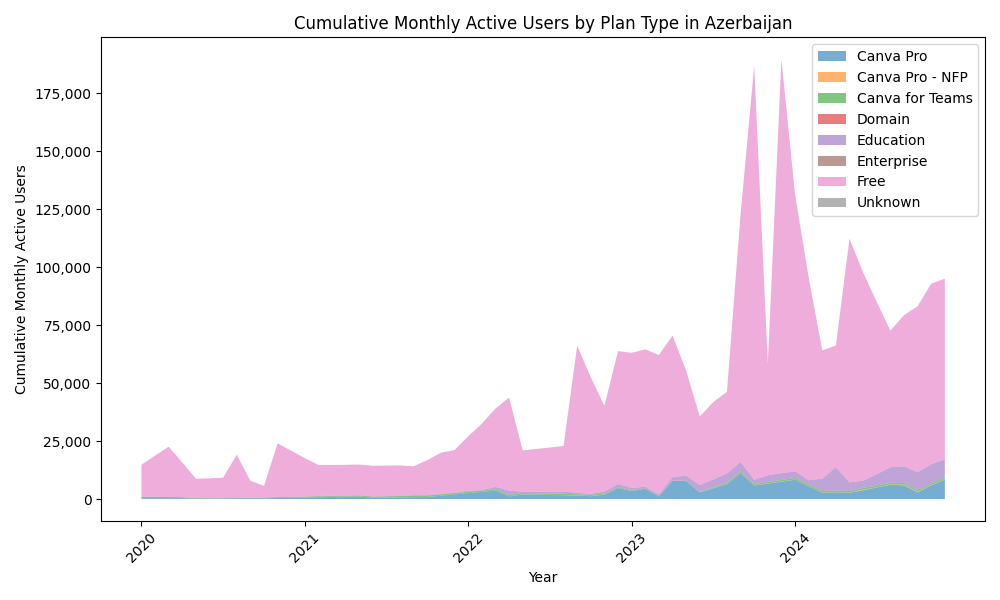 Cumulative Monthly Active Users by Plan Type in Azerbaijan
Canva Pro
Canva Pro - NFP
Canva for Teams
Domain
Education
Enterprise
Free
Unknown
Cumulative Monthly Active Users
175,000
150,000
125,000
100,000
75,000
50,000
25,000
0
2020
2021
2022
2023
2024
Year